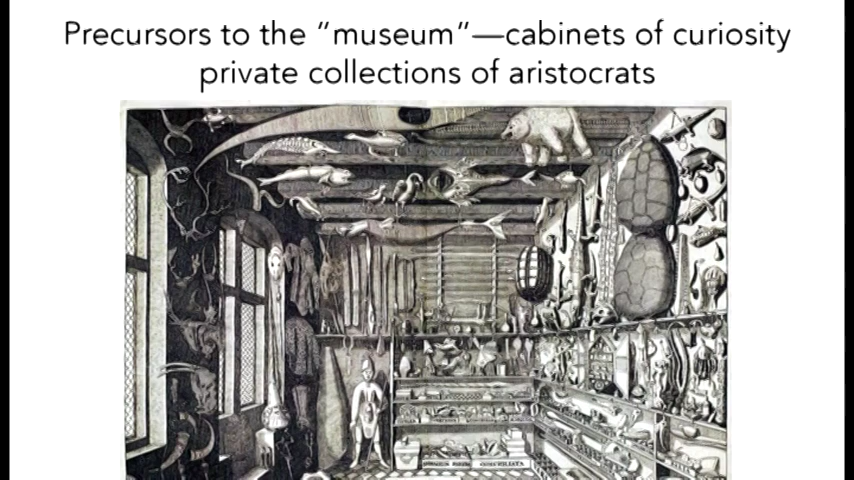 Precursors to the ”museum”—cabinets of curiosity
private collections of aristocrats